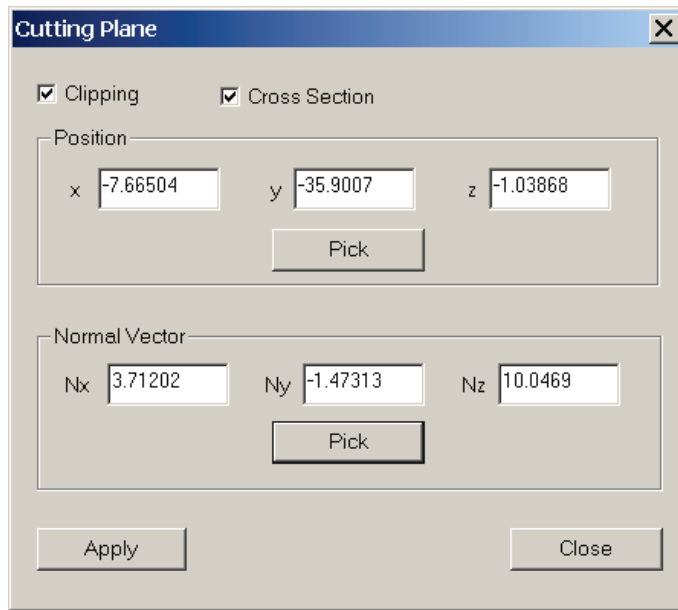 Cutting Plane
Clipping Cross Section
Position
x -7.66504 y -35.9007 z -1.03868
Pick
Normal Vector
Nx 3.71202 Ny -1.47313 Nz 10.0469
Pick
Apply Close